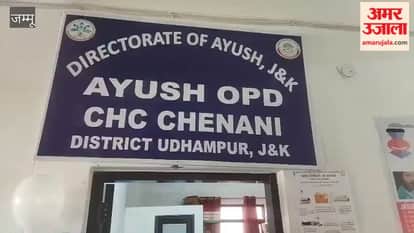 जम्मू
अमर उजाला
amarujala.com
DIRECTORATE OF AYUSH, J&K
AYUSH OPD
CHC CHENANI
DISTRICT UDHAMPUR, J&K